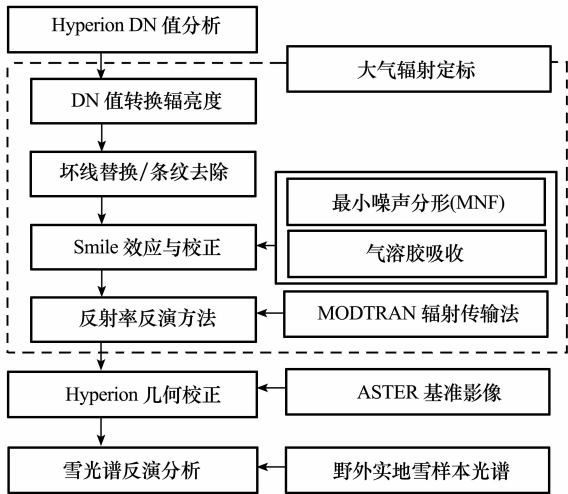 Hyperion DN 值分析
大气辐射定标
DN 值转换辐亮度
坏线替换/条纹去除
最小噪声分形(MNF)
Smile 效应与校正
气溶胶吸收
反射率反演方法
MODTRAN 辐射传输法
Hyperion 几何校正
ASTER 基准影像
雪光谱反演分析
野外实地雪样本光谱